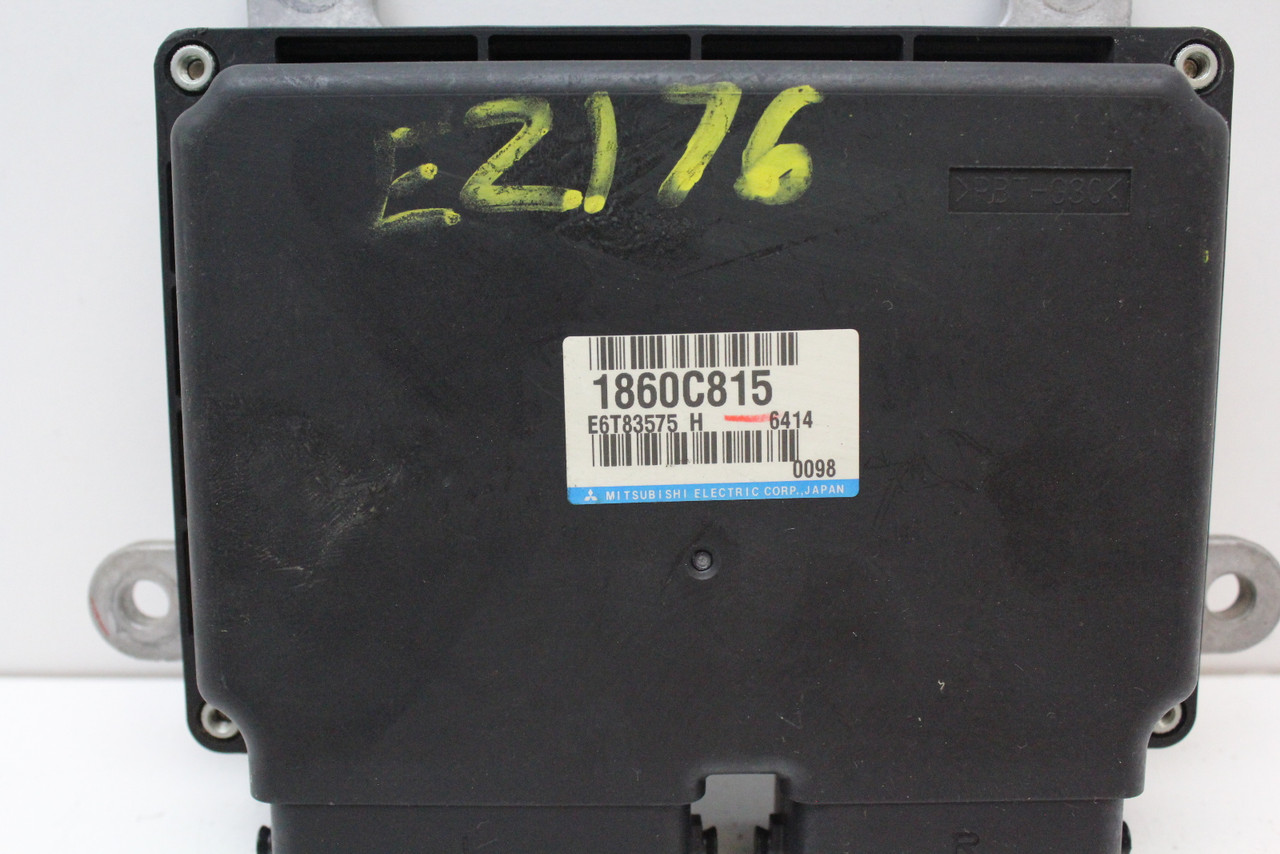 E2176
>PBT-G30<
1860C815
E6T83575 H 6414
0098
MITSUBISHI ELECTRIC CORP.,JAPAN
L R